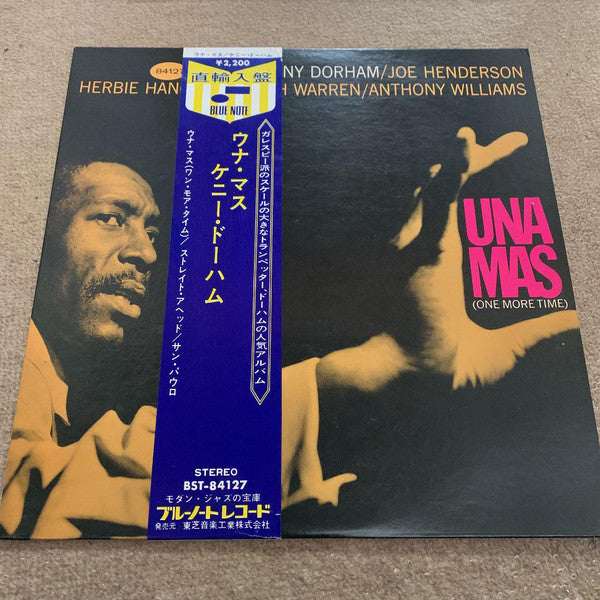 84127
NY DORHAM/JOE HENDERSON
HERBIE HANC
H WARREN/ANTHONY WILLIAMS
UNA
MAS
(ONE MORE TIME)
ウナ・マス/ケニー・ドーハム
¥2,200
直輸入盤
BLUE NOTE
ガレスピー派のスケールの大きなトランペッター、ドーハムの人気アルバム
ウナ・マス
ケニー・ドーハム
ウナ・マス(ワン・モア・タイム)/ストレイト・アヘッド/サン・パウロ
STEREO
BST-84127
モダン・ジャズの宝庫
ブルーノートレコード
発売元 東芝音楽工業株式会社